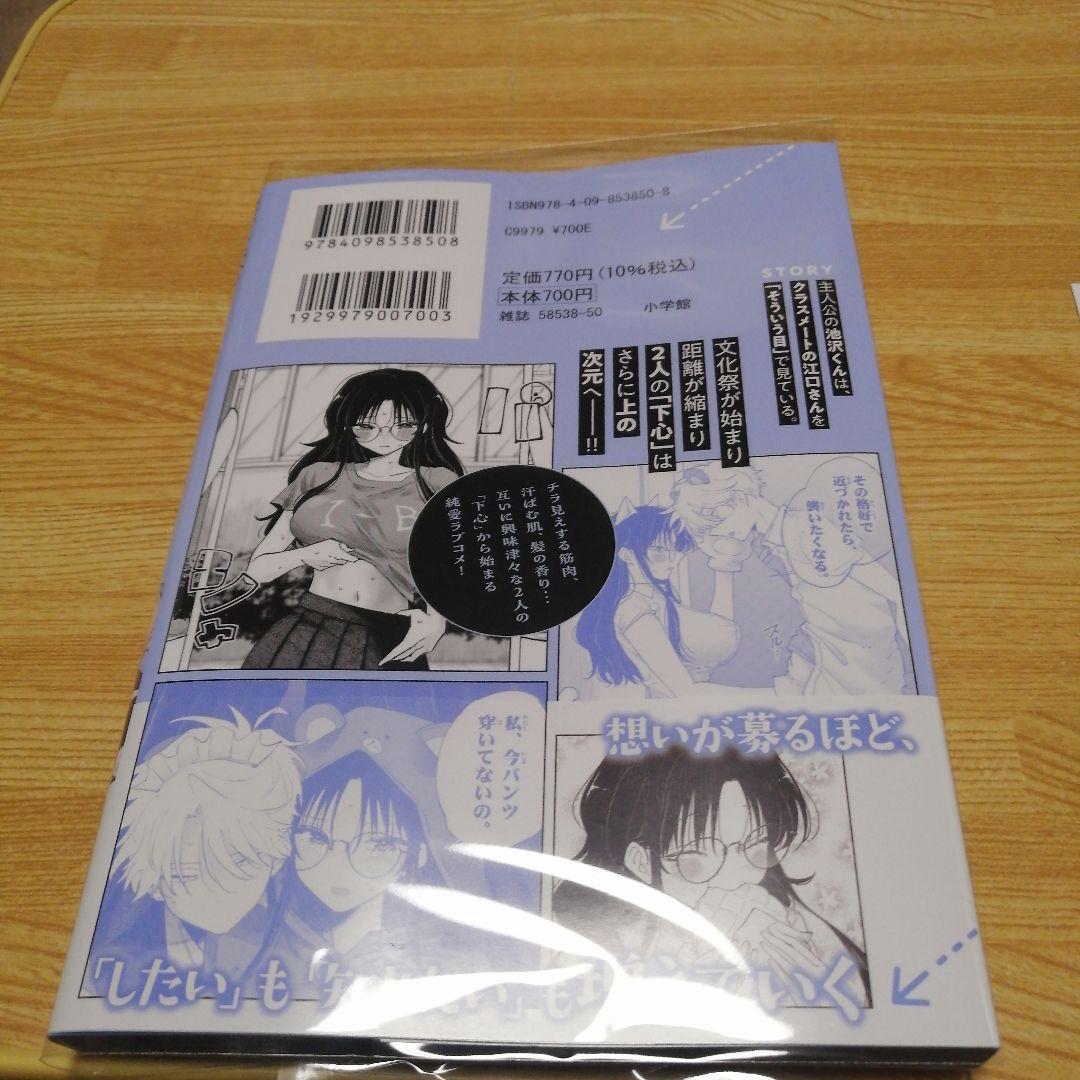 9784098538508
1929979007003
ISBN978-4-09-853850-8
C9979 ¥700E
定価770円(10%税込)
本体700円
雑誌 58538-50
小学館
STORY
主人公の池沢くんは、
クラスメートの江口さんを
「そういう目」で見ている。
文化祭が始まり
距離が縮まり
2人の「下心」は
さらに上の
次元へ——!!
1-B
チラ見えする筋肉、
汗ばむ肌、髪の香り…
互いに興味津々な2人の
「下心」から始まる
純愛ラブコメ!
その格好で
近づかれたら、
襲いたくなる。
スル…
私、今パンツ
穿いてないの。
想いが募るほど、
「したい」も